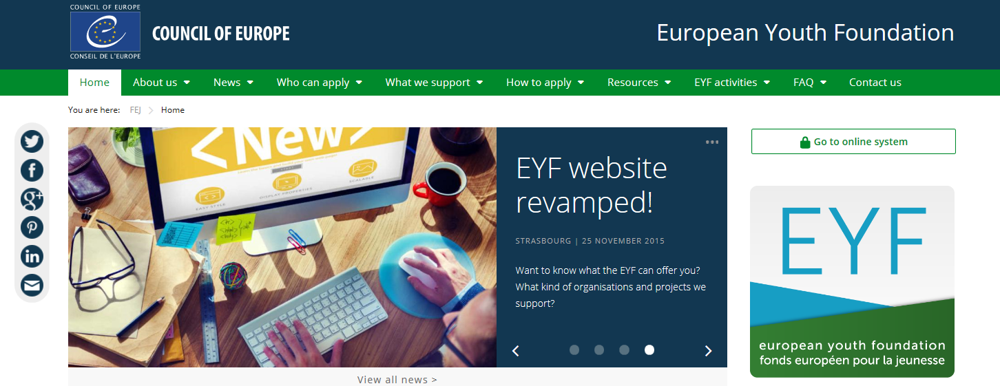 COUNCIL OF EUROPE
CONSEIL DE L'EUROPE
COUNCIL OF EUROPE
European Youth Foundation
Home About us News Who can apply What we support How to apply Resources EYF activities FAQ Contact us
You are here: FEJ Home
<New>
EASY STYLE
DISPLAY PROPERTIES
SCALABLE
EYF website
revamped!
STRASBOURG | 25 NOVEMBER 2015
Want to know what the EYF can offer you?
What kind of organisations and projects we
support?
View all news >
Go to online system
EYF
european youth foundation
fonds européen pour la jeunesse